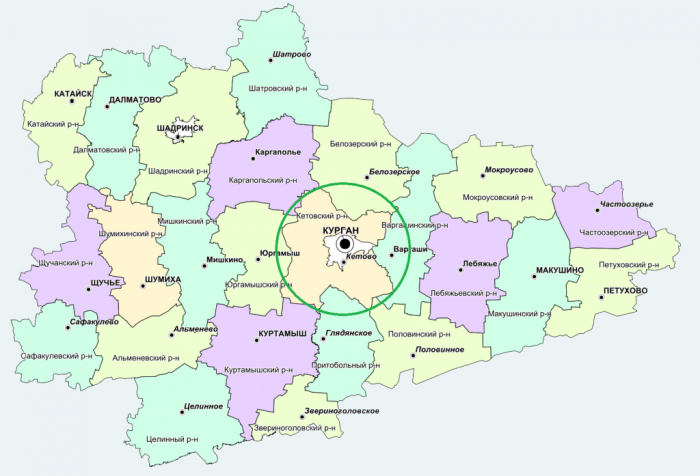 Шатрово
Шатровский р-н
КАТАЙСК
ДАЛМАТОВО
Катайский р-н
ШАДРИНСК
Далматовский р-н
Шадринский р-н
Каргаполье
Каргапольский р-н
Белозерский р-н
Белозерское
Мокроусово
Мокроусовский р-н
Частоозерье
Частоозерский р-н
Шумихинский р-н
Мишкинский р-н
Кетовский р-н
КУРГАН
Варгашинский р-н
Щучанский р-н
Мишкино
Юргамыш
Кетово
Варгаши
Лебяжье
МАКУШИНО
Петуховский р-н
ЩУЧЬЕ
ШУМИХА
Юргамышский р-н
Лебяжьевский р-н
ПЕТУХОВО
Макушинский р-н
Сафакулево
Альменево
КУРТАМЫШ
Глядянское
Половинский р-н
Половинное
Сафакулевский р-н
Альменевский р-н
Куртамышский р-н
Притобольный р-н
Целинное
Звериноголовское
Звериноголовский р-н
Целинный р-н